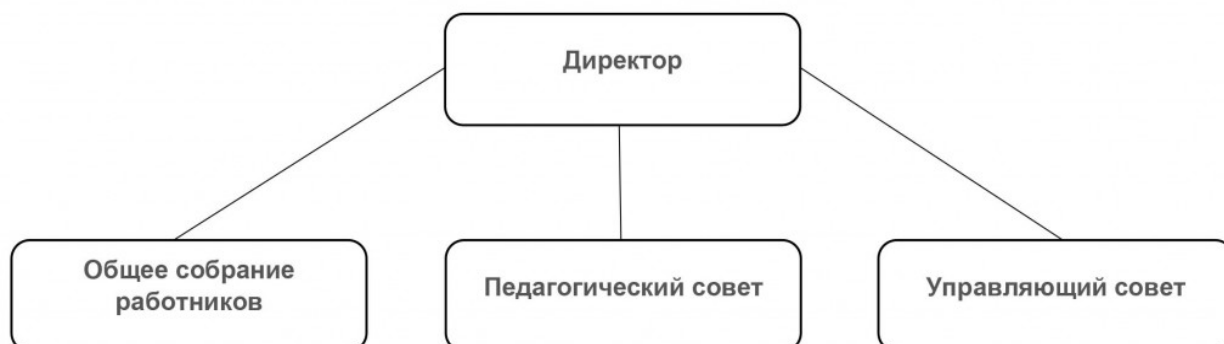 Директор
Общее собрание
работников
Педагогический совет
Управляющий совет